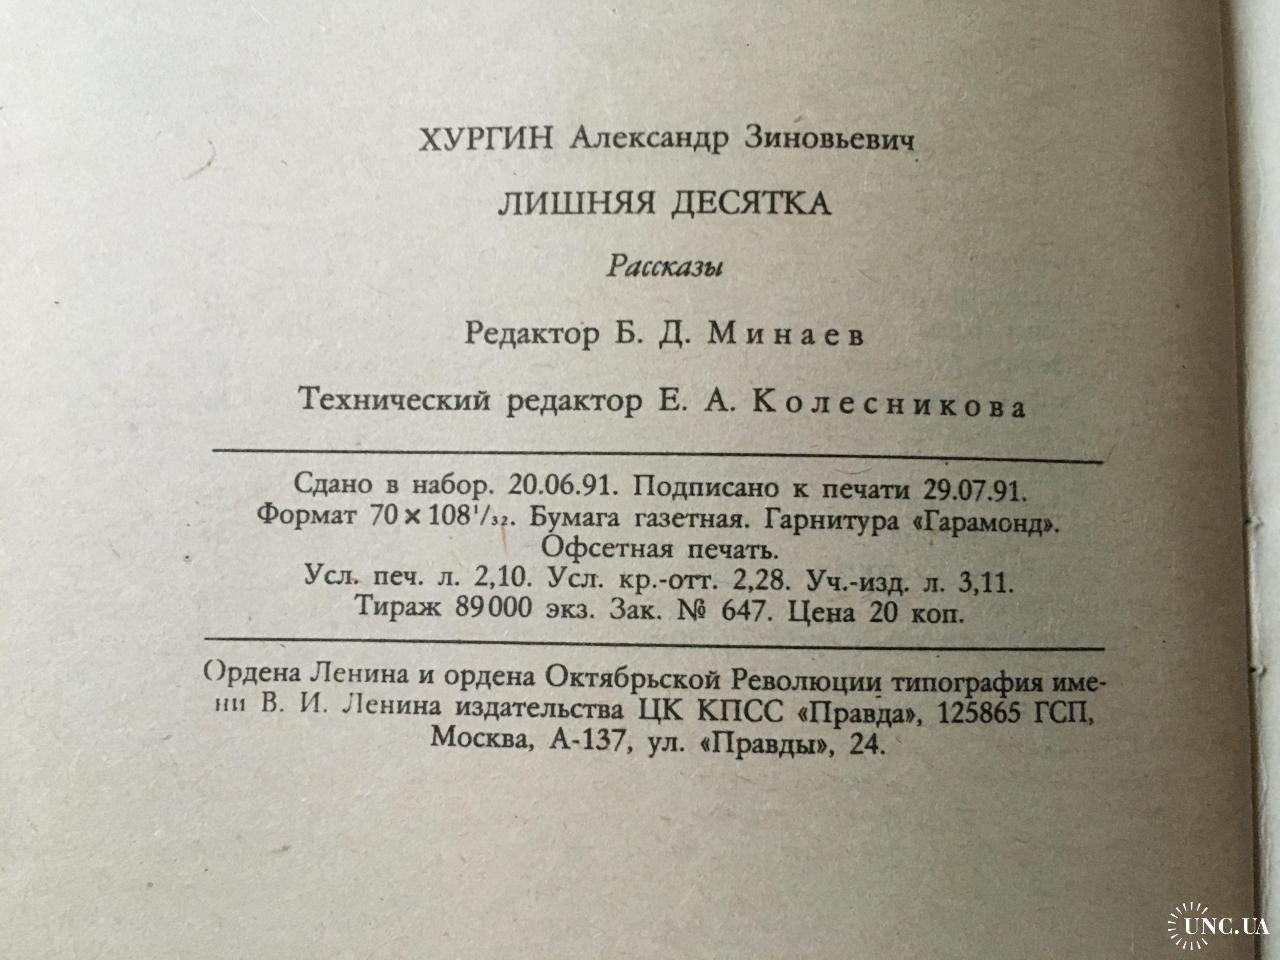 ХУРГИН Александр Зиновьевич
ЛИШНЯЯ ДЕСЯТКА
Рассказы
Редактор Б. Д. Минаев
Технический редактор Е. А. Колесникова
Сдано в набор. 20.06.91. Подписано к печати 29.07.91.
Формат 70 × 108¹/₃₂. Бумага газетная. Гарнитура «Гарамонд».
Офсетная печать.
Усл. печ. л. 2,10. Усл. кр.-отт. 2,28. Уч.-изд. л. 3,11.
Тираж 89 000 экз. Зак. № 647. Цена 20 коп.
Ордена Ленина и ордена Октябрьской Революции типография име-
ни В. И. Ленина издательства ЦК КПСС «Правда», 125865 ГСП,
Москва, А-137, ул. «Правды», 24.
UNC.UA